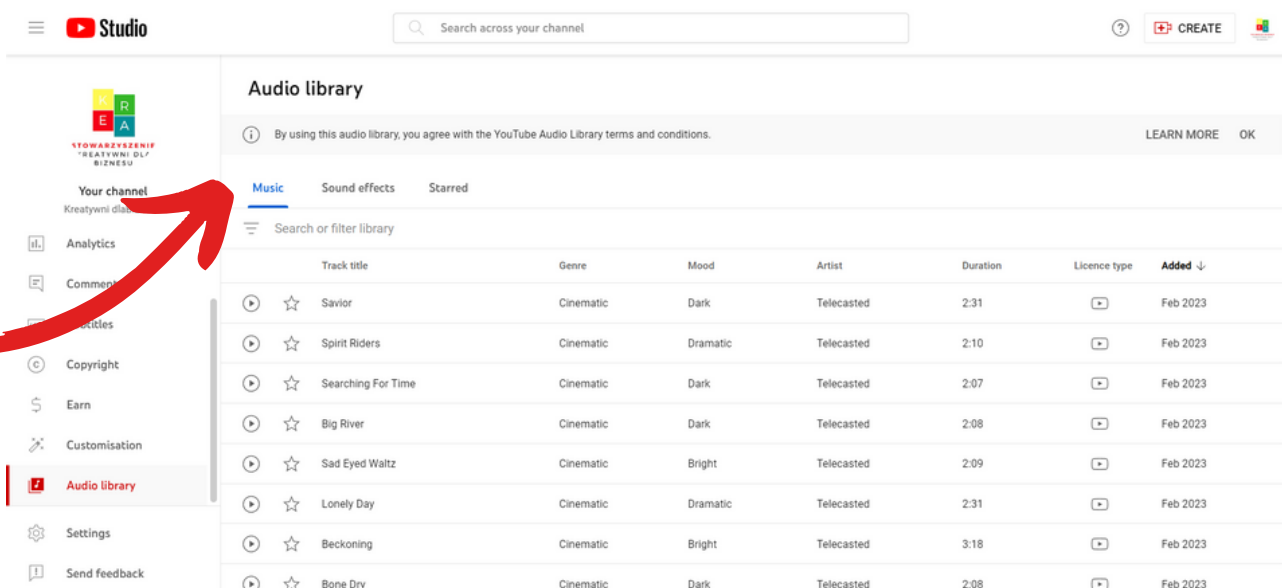 Studio
Search across your channel
CREATE
K R
E A
STOWARZYSZENIE
BIZNESU
Your channel
Kreatywni
Analytics
Copyright
Earn
Customisation
Audio library
Settings
Send feedback
Audio library
By using this audio library, you agree with the YouTube Audio Library terms and conditions. LEARN MORE OK
Music Sound effects Starred
Search or filter library
Track title Genre Mood Artist Duration Licence type Added ↓
Savior Cinematic Dark Telecasted 2:31 Feb 2023
Spirit Riders Cinematic Dramatic Telecasted 2:10 Feb 2023
Searching For Time Cinematic Dark Telecasted 2:07 Feb 2023
Big River Cinematic Dark Telecasted 2:08 Feb 2023
Sad Eyed Waltz Cinematic Bright Telecasted 2:09 Feb 2023
Lonely Day Cinematic Dramatic Telecasted 2:31 Feb 2023
Beckoning Cinematic Bright Telecasted 3:18 Feb 2023
Bone Dry Cinematic Dark Telecasted 2:08 Feb 2023